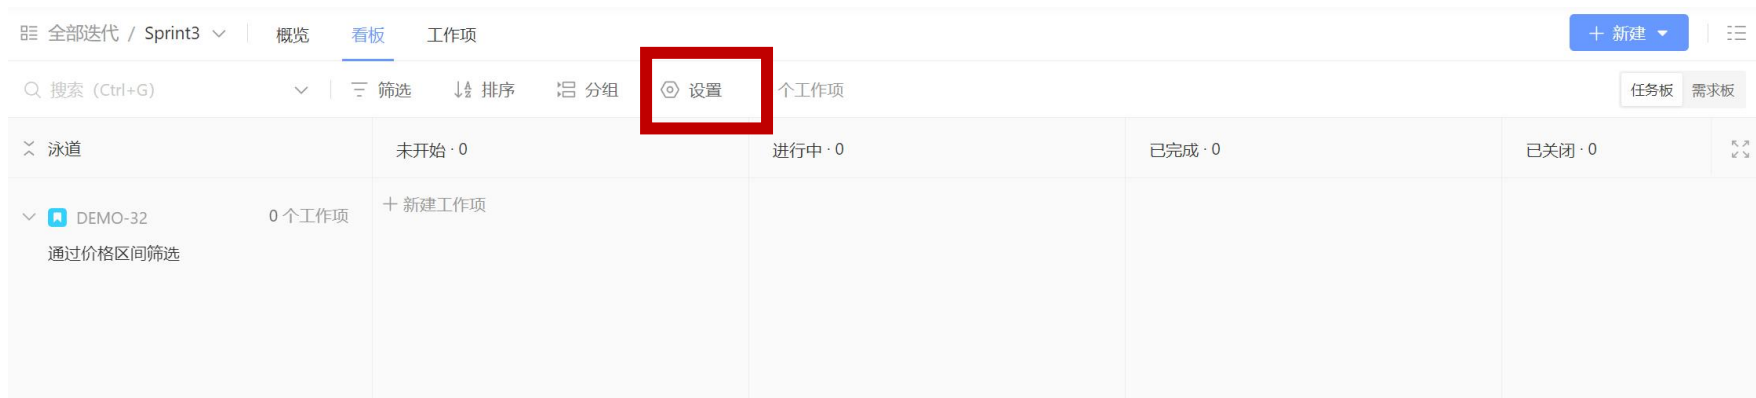 全部迭代 / Sprint3 概览 看板 工作项 + 新建
搜索（Ctrl+G） 筛选 排序 分组 设置 个工作项 任务板 需求板
泳道 未开始 · 0 进行中 · 0 已完成 · 0 已关闭 · 0
DEMO-32 0 个工作项 + 新建工作项
通过价格区间筛选